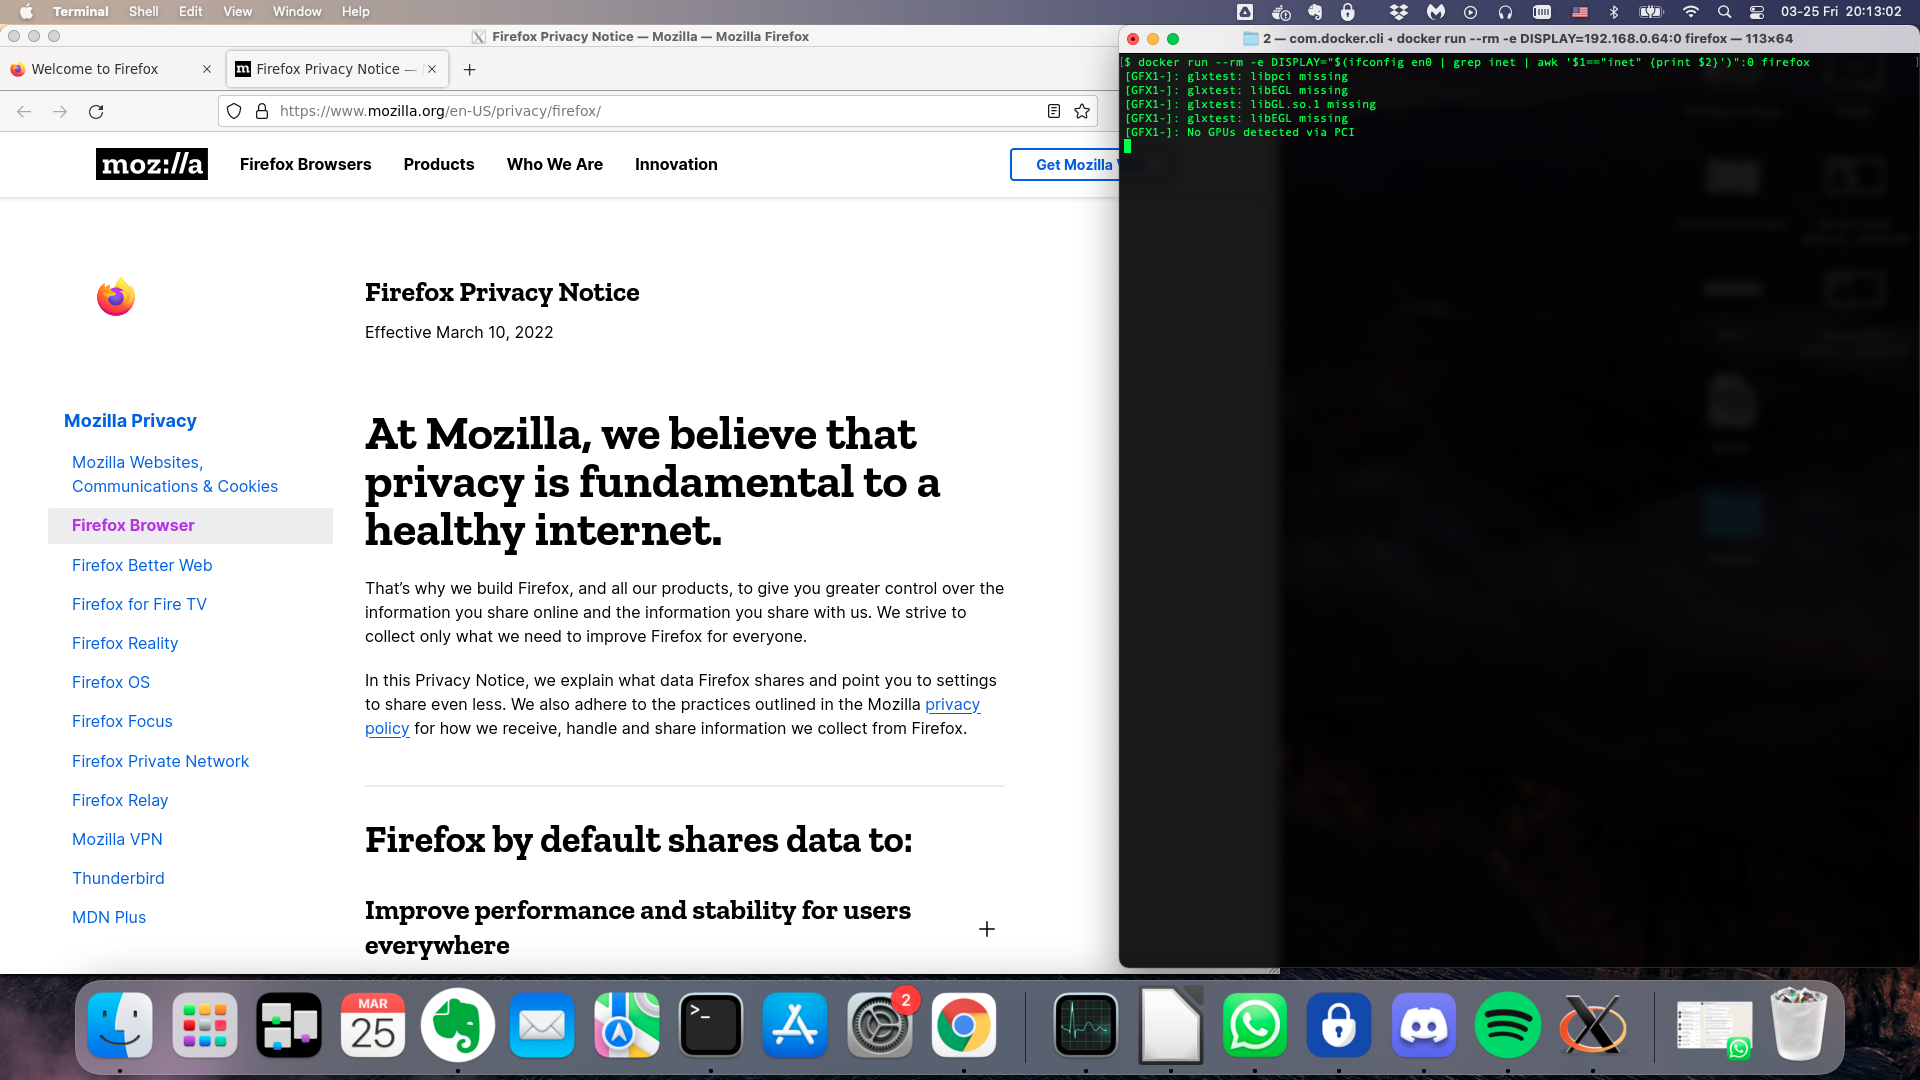 Terminal Shell Edit View Window Help
03-25 Fri 20:13:02
Firefox Privacy Notice — Mozilla — Mozilla Firefox
Welcome to Firefox
m Firefox Privacy Notice —
https://www.mozilla.org/en-US/privacy/firefox/
moz://a Firefox Browsers Products Who We Are Innovation
Get Mozilla
Firefox Privacy Notice
Effective March 10, 2022
Mozilla Privacy
Mozilla Websites,
Communications & Cookies
Firefox Browser
Firefox Better Web
Firefox for Fire TV
Firefox Reality
Firefox OS
Firefox Focus
Firefox Private Network
Firefox Relay
Mozilla VPN
Thunderbird
MDN Plus
At Mozilla, we believe that
privacy is fundamental to a
healthy internet.
That’s why we build Firefox, and all our products, to give you greater control over the
information you share online and the information you share with us. We strive to
collect only what we need to improve Firefox for everyone.
In this Privacy Notice, we explain what data Firefox shares and point you to settings
to share even less. We also adhere to the practices outlined in the Mozilla privacy
policy for how we receive, handle and share information we collect from Firefox.
Firefox by default shares data to:
Improve performance and stability for users
everywhere
2 — com.docker.cli ◂ docker run --rm -e DISPLAY=192.168.0.64:0 firefox — 113×64
[$ docker run --rm -e DISPLAY="$(ifconfig en0 | grep inet | awk '$1=="inet" {print $2}')":0 firefox ]
[GFX1-]: glxtest: libpci missing
[GFX1-]: glxtest: libEGL missing
[GFX1-]: glxtest: libGL.so.1 missing
[GFX1-]: glxtest: libEGL missing
[GFX1-]: No GPUs detected via PCI
MAR
25
>_
2